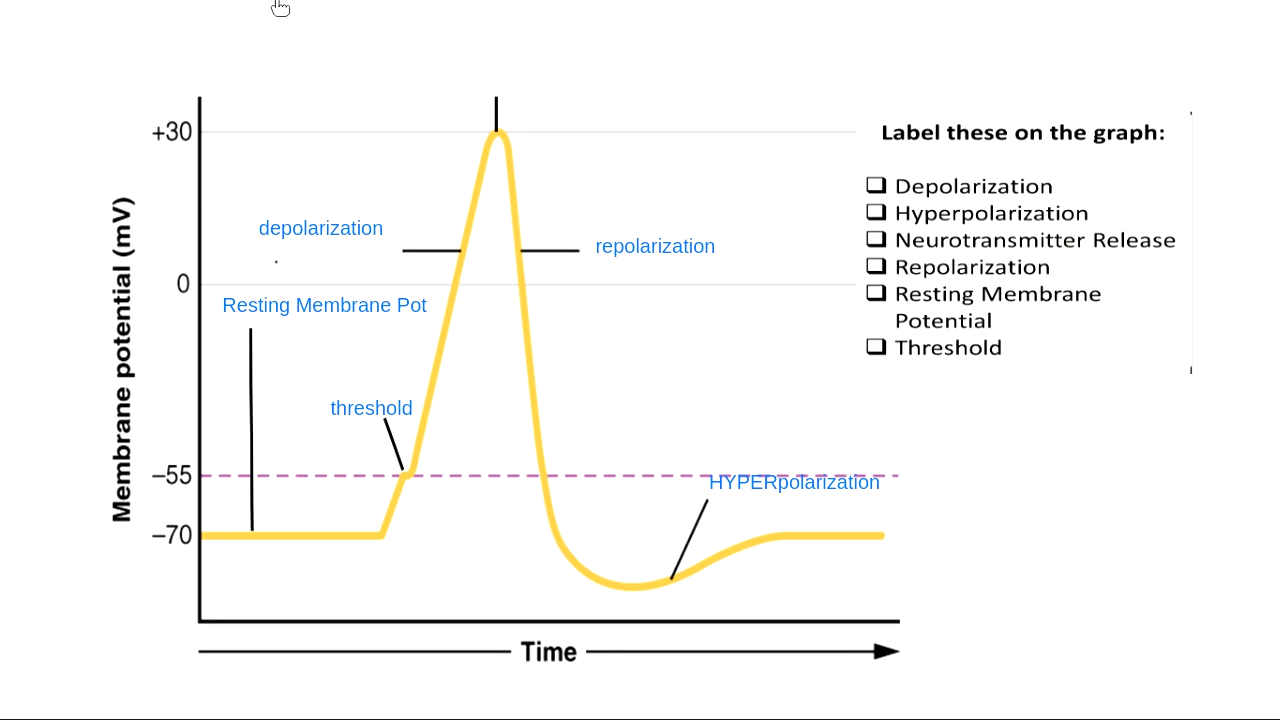 +30
Label these on the graph:
Depolarization
Hyperpolarization
Neurotransmitter Release
Repolarization
Resting Membrane
Potential
Threshold
depolarization
repolarization
0
Resting Membrane Pot
Membrane potential (mV)
threshold
–55
HYPERpolarization
–70
Time